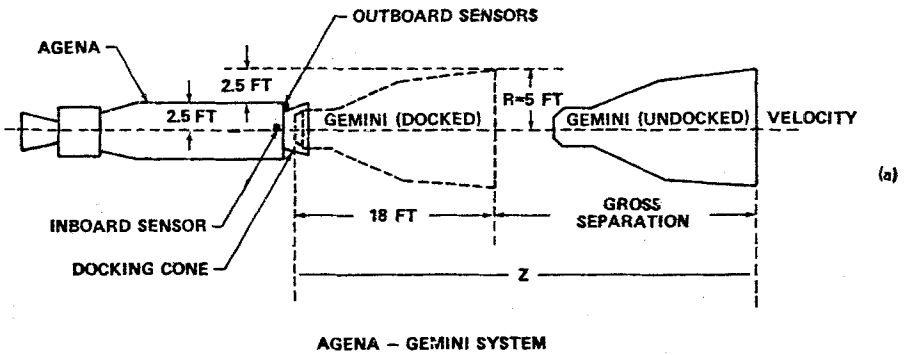 OUTBOARD SENSORS
AGENA
2.5 FT
2.5 FT
R=5 FT
GEMINI (DOCKED)
GEMINI (UNDOCKED)
VELOCITY
(a)
INBOARD SENSOR
18 FT
GROSS
SEPARATION
DOCKING CONE
Z
AGENA – GEMINI SYSTEM